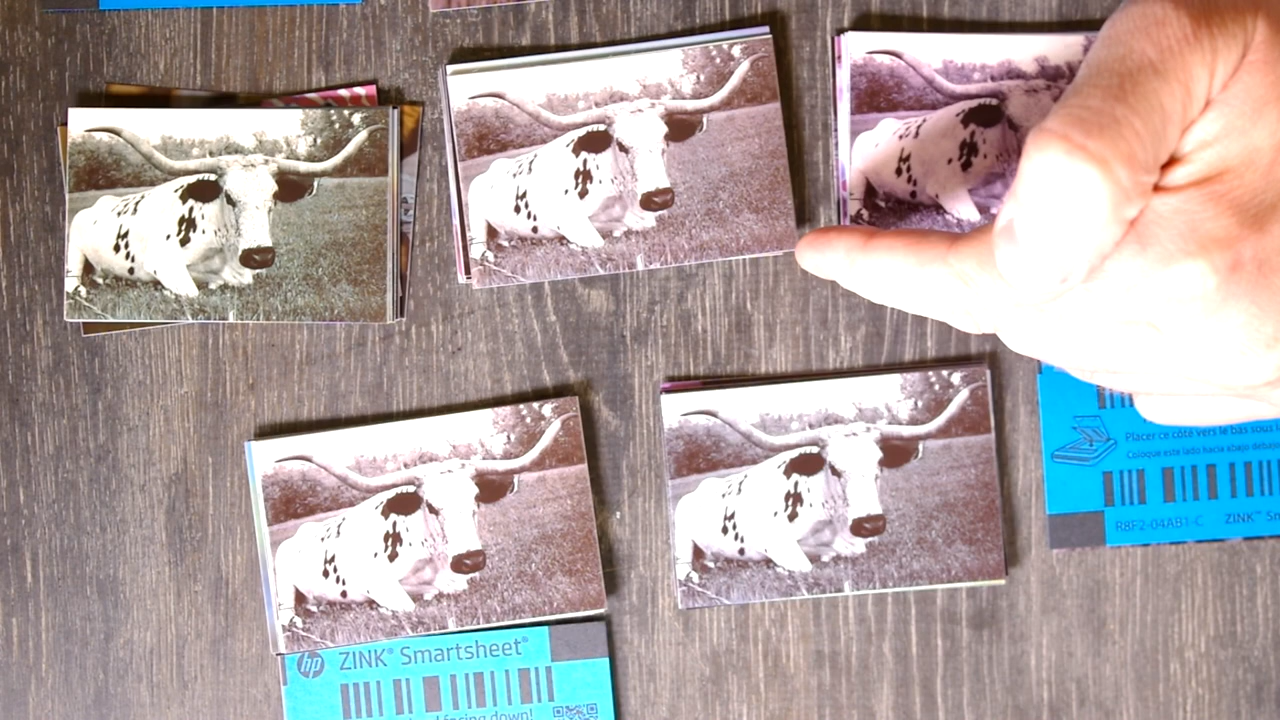 Placer ce côté vers le bas sous
Coloque este lado hacia abajo debajo
R8F2-04AB1-C ZINK™ Sm
hp ZINK® Smartsheet®
facing down!